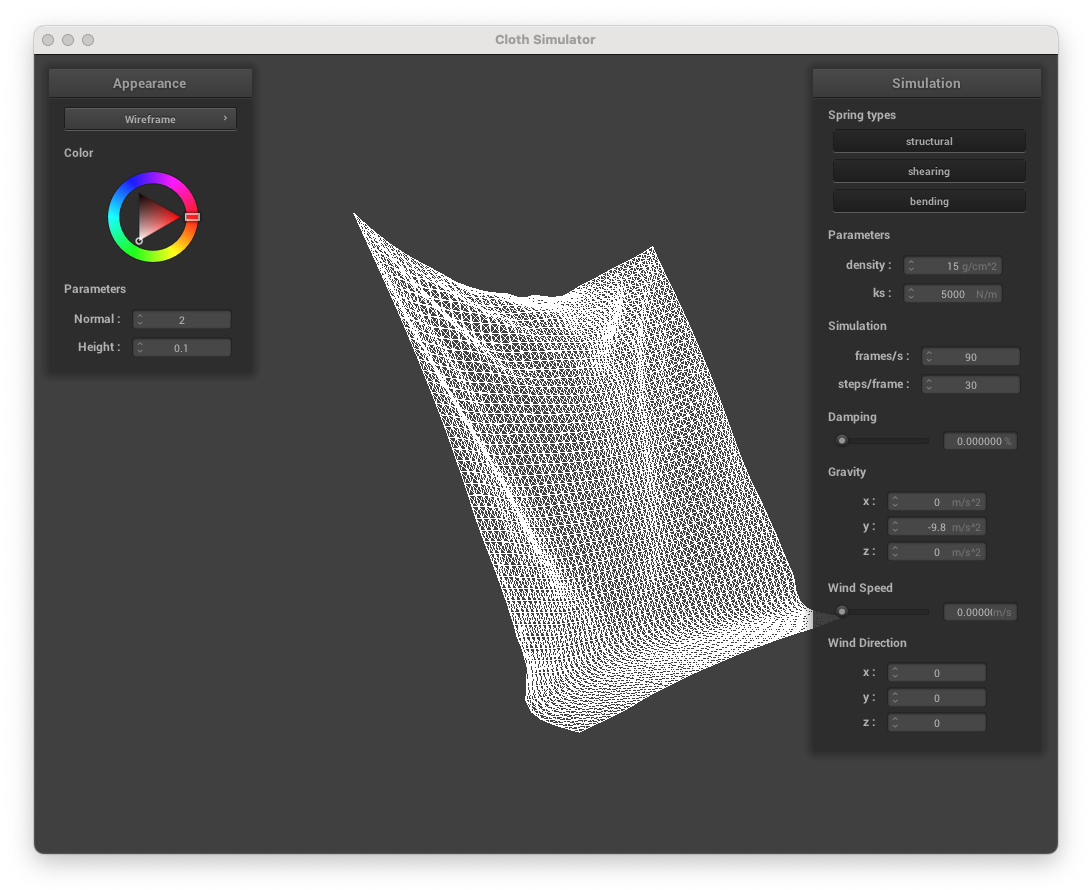 Cloth Simulator
Appearance
Wireframe
Color
Parameters
Normal : 2
Height : 0.1
Simulation
Spring types
structural
shearing
bending
Parameters
density : 15 g/cm^2
ks : 5000 N/m
Simulation
frames/s : 90
steps/frame : 30
Damping
0.000000 %
Gravity
x : 0 m/s^2
y : -9.8 m/s^2
z : 0 m/s^2
Wind Speed
0.0000 m/s
Wind Direction
x : 0
y : 0
z : 0